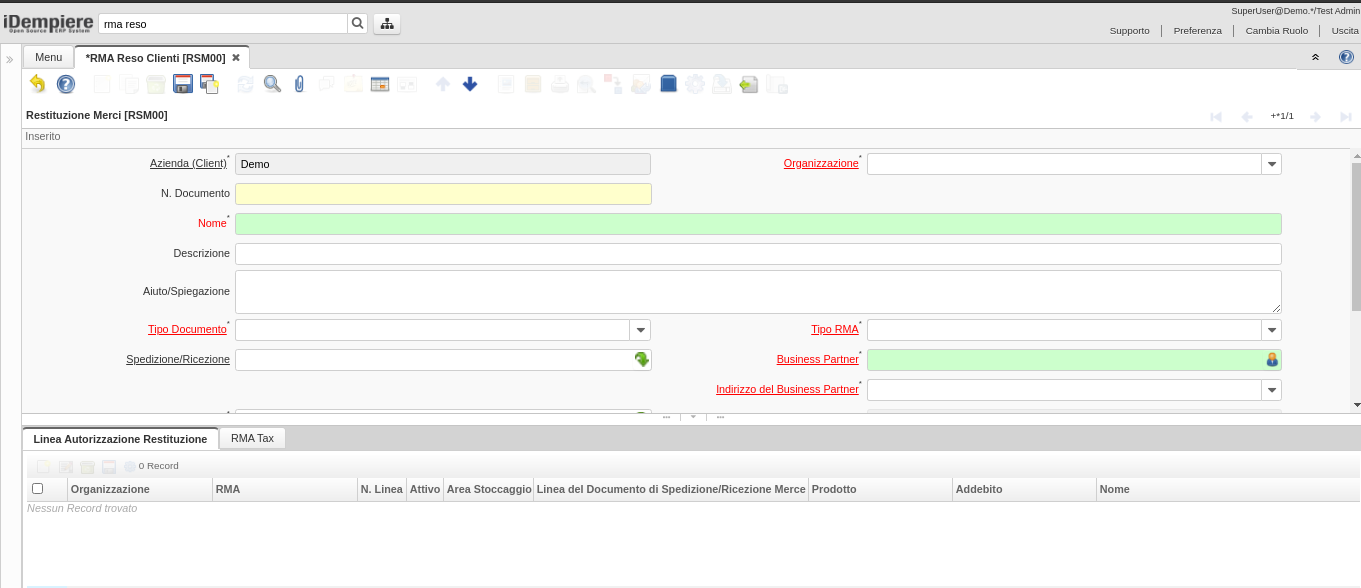 SuperUser@Demo.*/Test Admin
iDempiere
Open Source ERP System
rma reso
Supporto
Preferenza
Cambia Ruolo
Uscita
»
Menu
*RMA Reso Clienti [RSM00]
Restituzione Merci [RSM00]
+*1/1
Inserito
Azienda (Client)*
Demo
Organizzazione*
N. Documento
Nome*
Descrizione
Aiuto/Spiegazione
Tipo Documento*
Tipo RMA*
Spedizione/Ricezione
Business Partner*
Indirizzo del Business Partner*
Linea Autorizzazione Restituzione
RMA Tax
0 Record
Organizzazione
RMA
N. Linea
Attivo
Area Stoccaggio
Linea del Documento di Spedizione/Ricezione Merce
Prodotto
Addebito
Nome
Nessun Record trovato